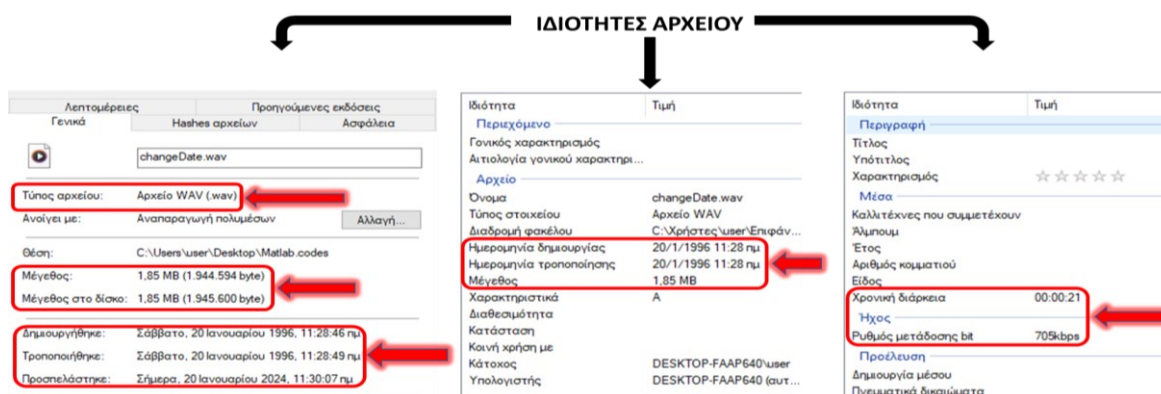 ΙΔΙΟΤΗΤΕΣ ΑΡΧΕΙΟΥ
Λεπτομέρειες Προηγούμενες εκδόσεις
Γενικά Hashes αρχείων Ασφάλεια
changeDate.wav
Τύπος αρχείου: Αρχείο WAV (.wav)
Ανοίγει με: Αναπαραγωγή πολυμέσων Αλλαγή...
Θέση: C:\Users\user\Desktop\Matlab.codes
Μέγεθος: 1,85 MB (1.944.594 byte)
Μέγεθος στο δίσκο: 1,85 MB (1.945.600 byte)
Δημιουργήθηκε: Σάββατο, 20 Ιανουαρίου 1996, 11:28:46 πμ
Τροποποιήθηκε: Σάββατο, 20 Ιανουαρίου 1996, 11:28:49 πμ
Προσπελάστηκε: Σήμερα, 20 Ιανουαρίου 2024, 11:30:07 πμ
Ιδιότητα Τιμή
Περιεχόμενο
Γονικός χαρακτηρισμός
Αιτιολογία γονικού χαρακτηρι...
Αρχείο
Όνομα changeDate.wav
Τύπος στοιχείου Αρχείο WAV
Διαδρομή φακέλου C:\Χρήστες\user\Επιφάν...
Ημερομηνία δημιουργίας 20/1/1996 11:28 πμ
Ημερομηνία τροποποίησης 20/1/1996 11:28 πμ
Μέγεθος 1,85 MB
Χαρακτηριστικά A
Διαθεσιμότητα
Κατάσταση
Κοινή χρήση με
Κάτοχος DESKTOP-FAAP640\user
Υπολογιστής DESKTOP-FAAP640 (αυτ...
Ιδιότητα Τιμή
Περιγραφή
Τίτλος
Υπότιτλος
Χαρακτηρισμός
Μέσα
Καλλιτέχνες που συμμετέχουν
Άλμπουμ
Έτος
Αριθμός κομματιού
Είδος
Χρονική διάρκεια 00:00:21
Ήχος
Ρυθμός μετάδοσης bit 705kbps
Προέλευση
Δημιουργία μέσου
Πνευματικά δικαιώματα